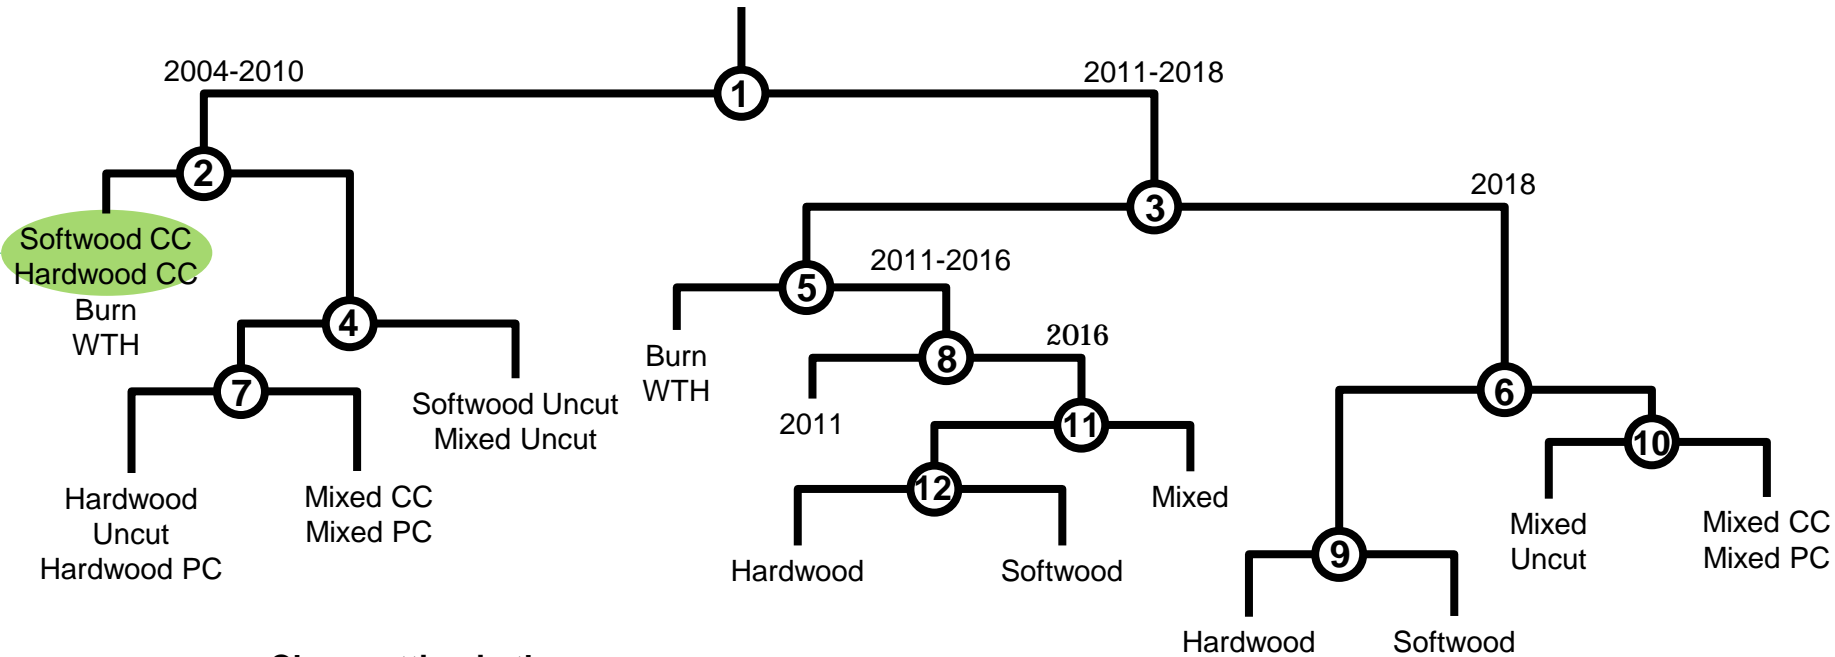 2004-2010
1
2011-2018
2
2018
3
Softwood CC
Hardwood CC
Burn
WTH
2011-2016
5
4
2016
8
Burn
WTH
7
Softwood Uncut
Mixed Uncut
2011
11
6
10
Hardwood
Uncut
Hardwood PC
Mixed CC
Mixed PC
12
Mixed
Mixed
Uncut
Mixed CC
Mixed PC
Hardwood
Softwood
9
Hardwood
Softwood